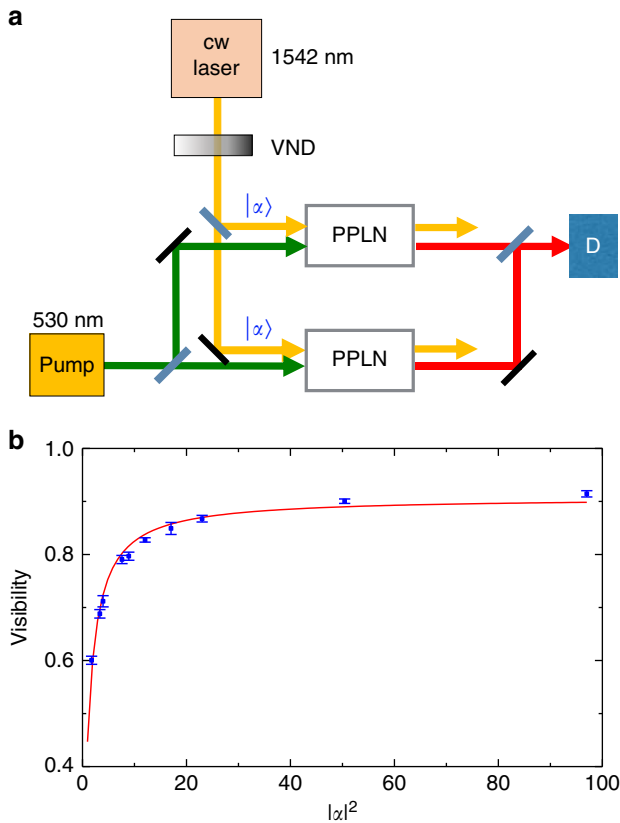 a
cw
laser
1542 nm
VND
|α⟩
PPLN
D
530 nm
|α⟩
Pump
PPLN
b
1.0
0.8
0.6
0.4
Visibility
0 20 40 60 80 100
|α|²